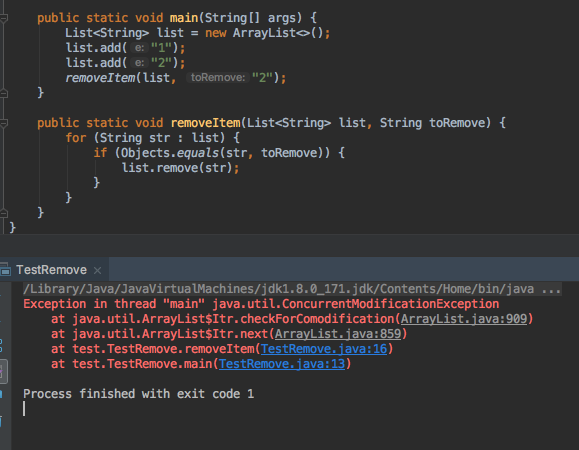 public static void main(String[] args) {
List<String> list = new ArrayList<>();
list.add( e: "1");
list.add( e: "2");
removeItem(list, toRemove: "2");
}
public static void removeItem(List<String> list, String toRemove) {
for (String str : list) {
if (Objects.equals(str, toRemove)) {
list.remove(str);
}
}
}
}
TestRemove ×
/Library/Java/JavaVirtualMachines/jdk1.8.0_171.jdk/Contents/Home/bin/java ...
Exception in thread "main" java.util.ConcurrentModificationException
at java.util.ArrayList$Itr.checkForComodification(ArrayList.java:909)
at java.util.ArrayList$Itr.next(ArrayList.java:859)
at test.TestRemove.removeItem(TestRemove.java:16)
at test.TestRemove.main(TestRemove.java:13)
Process finished with exit code 1